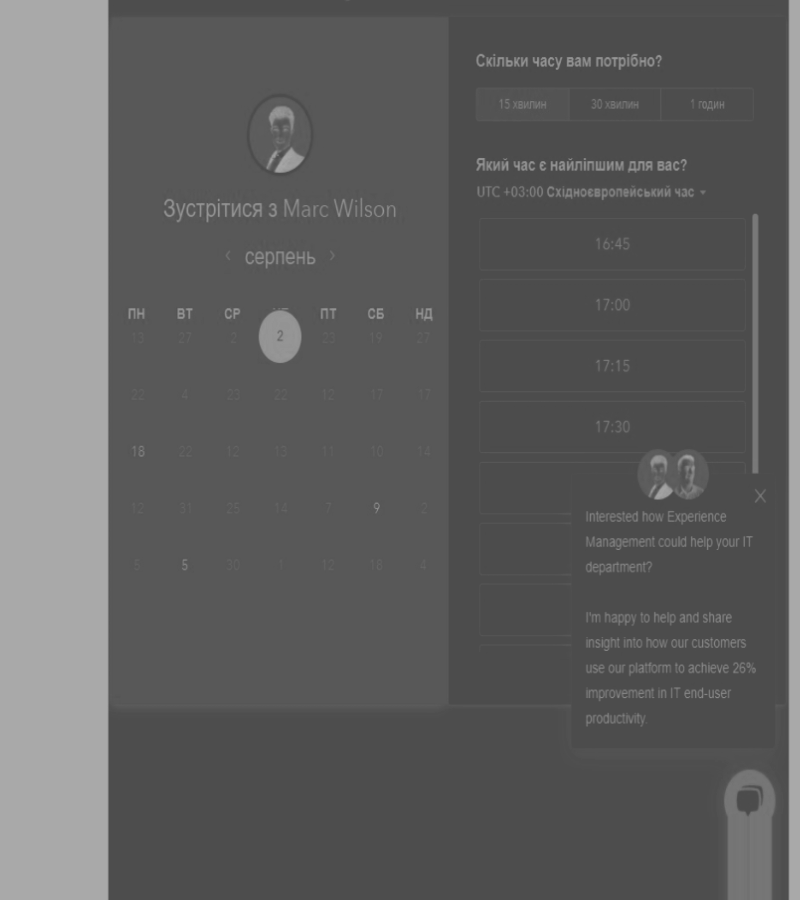 Зустрітися з Marc Wilson
серпень
ПН ВТ СР ПТ СБ НД
13 27 2 2 23 19 27
22 4 23 22 12 17 17
18 22 12 13 11 10 14
12 31 25 14 7 9 2
5 5 30 1 12 18 4
Скільки часу вам потрібно?
15 хвилин 30 хвилин 1 годин
Який час є найліпшим для вас?
UTC +03:00 Східноєвропейський час
16:45
17:00
17:15
17:30
Interested how Experience
Management could help your IT
department?
I'm happy to help and share
insight into how our customers
use our platform to achieve 26%
improvement in IT end-user
productivity.